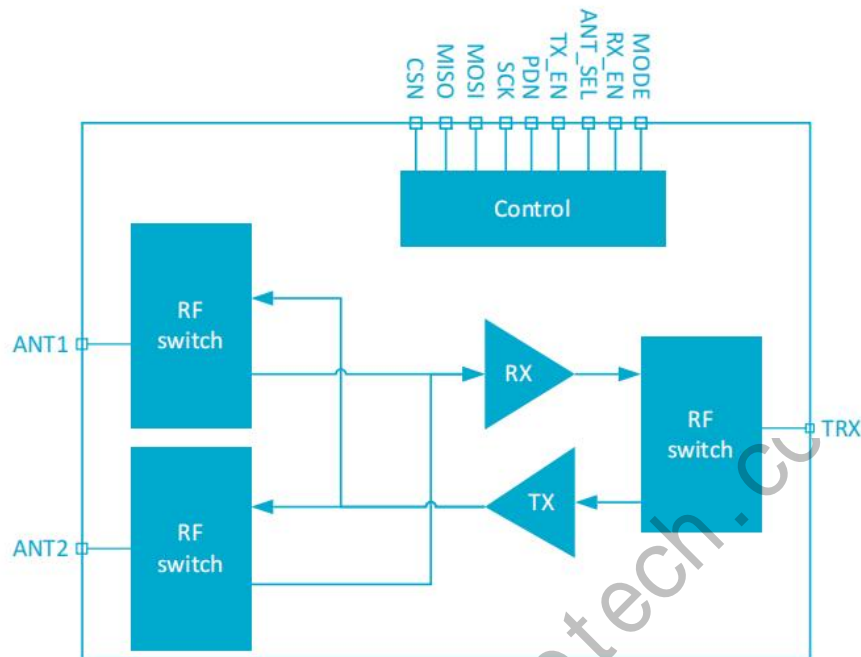 CSN
MISO
MOSI
SCK
PDN
TX_EN
ANT_SEL
RX_EN
MODE
Control
RF
switch
ANT1
RX
RF
switch
TRX
TX
RF
switch
ANT2